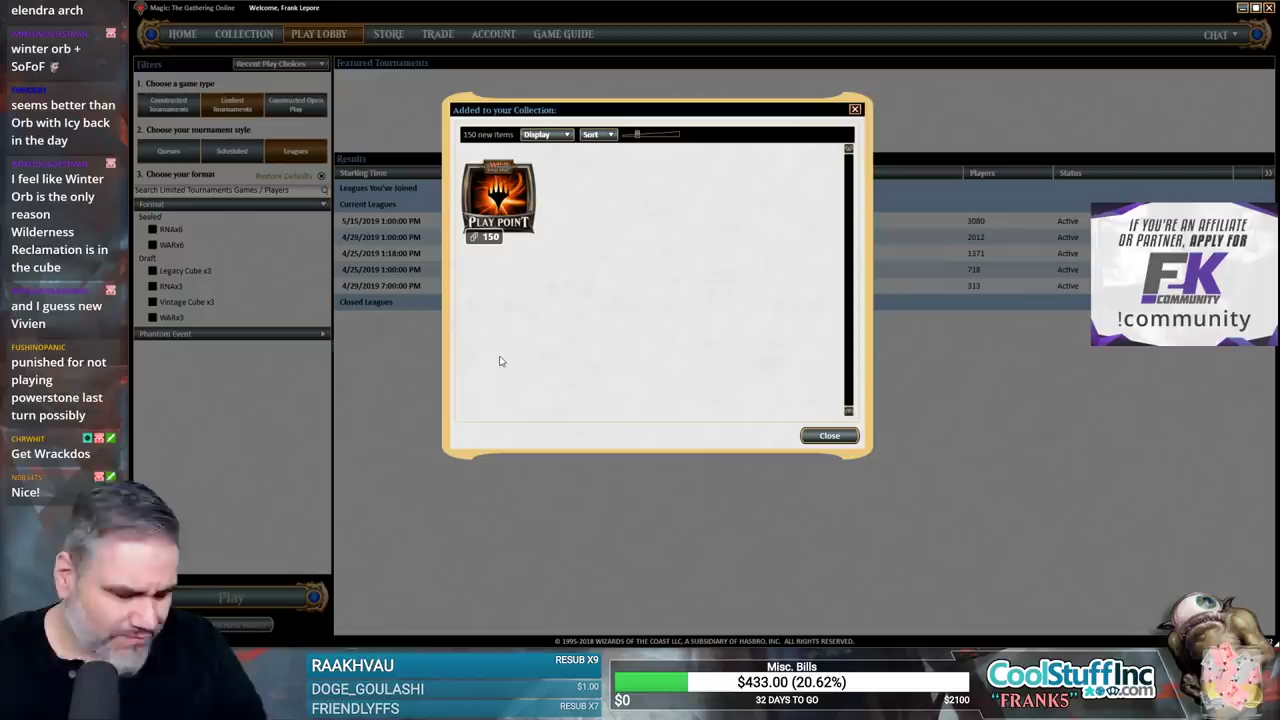 elendra arch
winter orb +
SoFoF
seems better than
Orb with Icy back
in the day
I feel like Winter
Orb is the only
reason
Wilderness
Reclamation is in
the cube
and I guess new
Vivien
FUSHINOPANIC
punished for not
playing
powerstone last
turn possibly
CHRWHIT
Get Wrackdos
N0B3ITS
Nice!
Magic: The Gathering Online Welcome, Frank Lepore
HOME COLLECTION PLAY LOBBY STORE TRADE ACCOUNT GAME GUIDE CHAT
Filters Recent Play Choices
1. Choose a game type
Constructed Tournaments Limited Tournaments Constructed Open Play
2. Choose your tournament style
Queues Scheduled Leagues
3. Choose your format Restore Defaults
Search Limited Tournaments Games / Players
Format
Sealed
RNAx6
WARx6
Draft
Legacy Cube x3
RNAx3
Vintage Cube x3
WARx3
Phantom Event
Play
Featured Tournaments
Results
Starting Time Players Status
Leagues You've Joined
Current Leagues
5/15/2019 1:00:00 PM 3080 Active
4/29/2019 1:00:00 PM 2012 Active
4/25/2019 1:18:00 PM 1371 Active
4/25/2019 1:00:00 PM 718 Active
4/29/2019 7:00:00 PM 313 Active
Closed Leagues
Added to your Collection:
150 new items Display Sort
PLAY POINT
150
Close
IF YOU'RE AN AFFILIATE
OR PARTNER, APPLY FOR
COMMUNITY
!community
© 1995-2018 WIZARDS OF THE COAST LLC, A SUBSIDIARY OF HASBRO, INC. ALL RIGHTS RESERVED.
RAAKHVAU RESUB X9
DOGE_GOULASHI $1.00
FRIENDLYFFS RESUB X7
Misc. Bills
$433.00 (20.62%)
$0 32 DAYS TO GO $2100
CoolStuffInc
.com
"FRANK5"